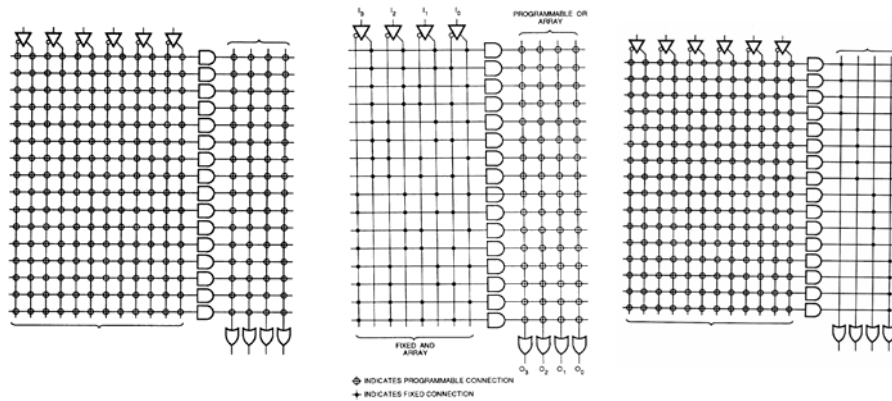 I₃ I₂ I₁ I₀
PROGRAMMABLE OR
ARRAY
FIXED AND
ARRAY
O₃ O₂ O₁ O₀
INDICATES PROGRAMMABLE CONNECTION
INDICATES FIXED CONNECTION